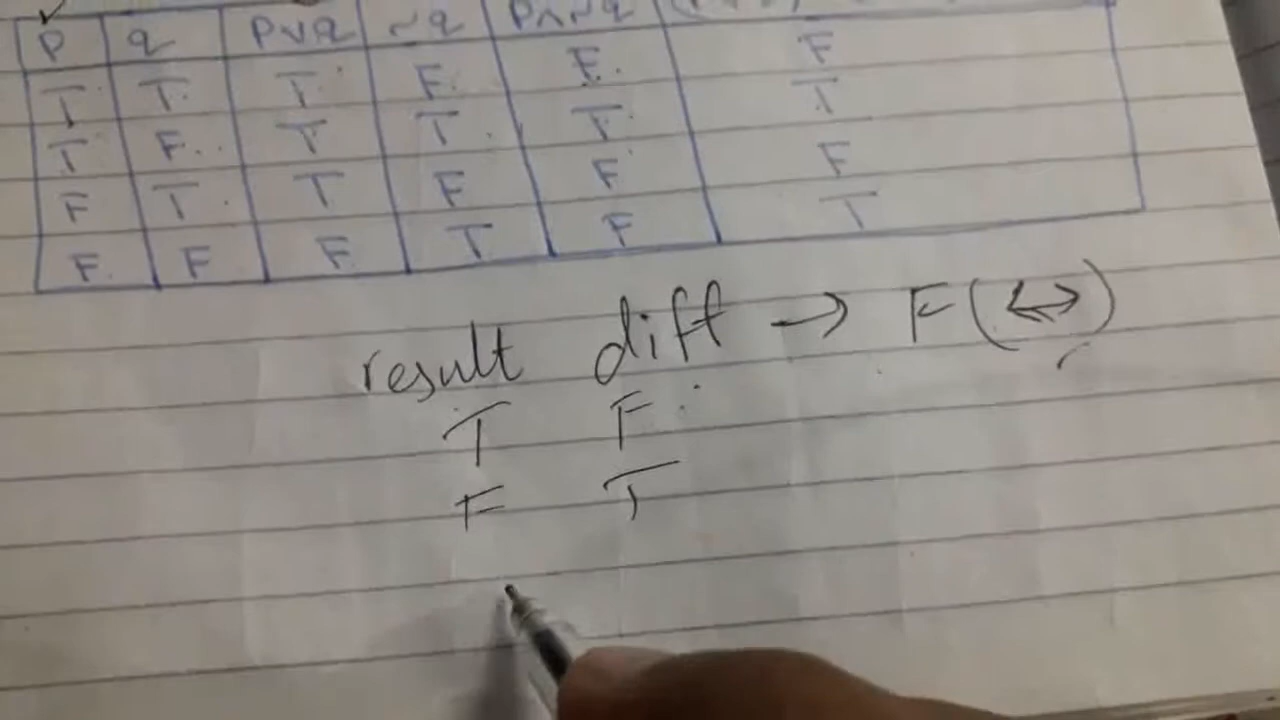 P q P∨q ~q P∧~q
T T T F F F
T F T T T T
F T T F F F
F F F T F T
result diff → F (↔)
T F
F T